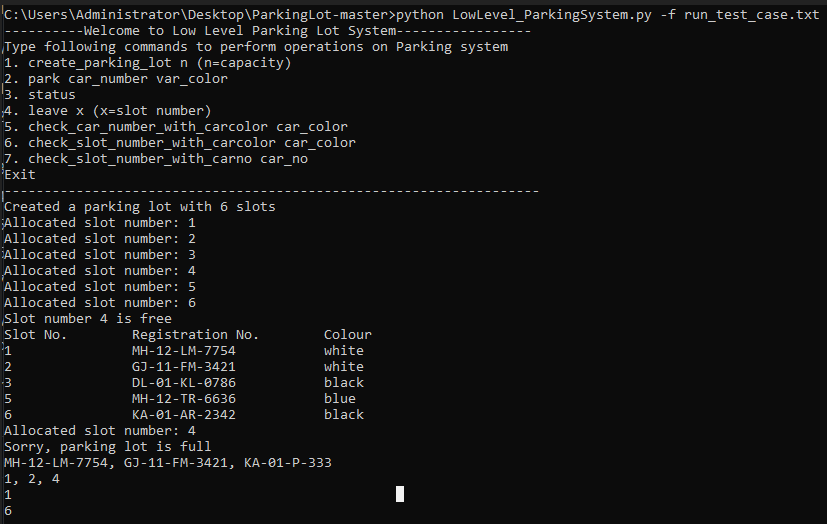 C:\Users\Administrator\Desktop\ParkingLot-master>python LowLevel_ParkingSystem.py -f run_test_case.txt
----------Welcome to Low Level Parking Lot System-----------------
Type following commands to perform operations on Parking system
1. create_parking_lot n (n=capacity)
2. park car_number var_color
3. status
4. leave x (x=slot number)
5. check_car_number_with_carcolor car_color
6. check_slot_number_with_carcolor car_color
7. check_slot_number_with_carno car_no
Exit
-------------------------------------------------------------------
Created a parking lot with 6 slots
Allocated slot number: 1
Allocated slot number: 2
Allocated slot number: 3
Allocated slot number: 4
Allocated slot number: 5
Allocated slot number: 6
Slot number 4 is free
Slot No.        Registration No.        Colour
1               MH-12-LM-7754           white
2               GJ-11-FM-3421           white
3               DL-01-KL-0786           black
5               MH-12-TR-6636           blue
6               KA-01-AR-2342           black
Allocated slot number: 4
Sorry, parking lot is full
MH-12-LM-7754, GJ-11-FM-3421, KA-01-P-333
1, 2, 4
1
6